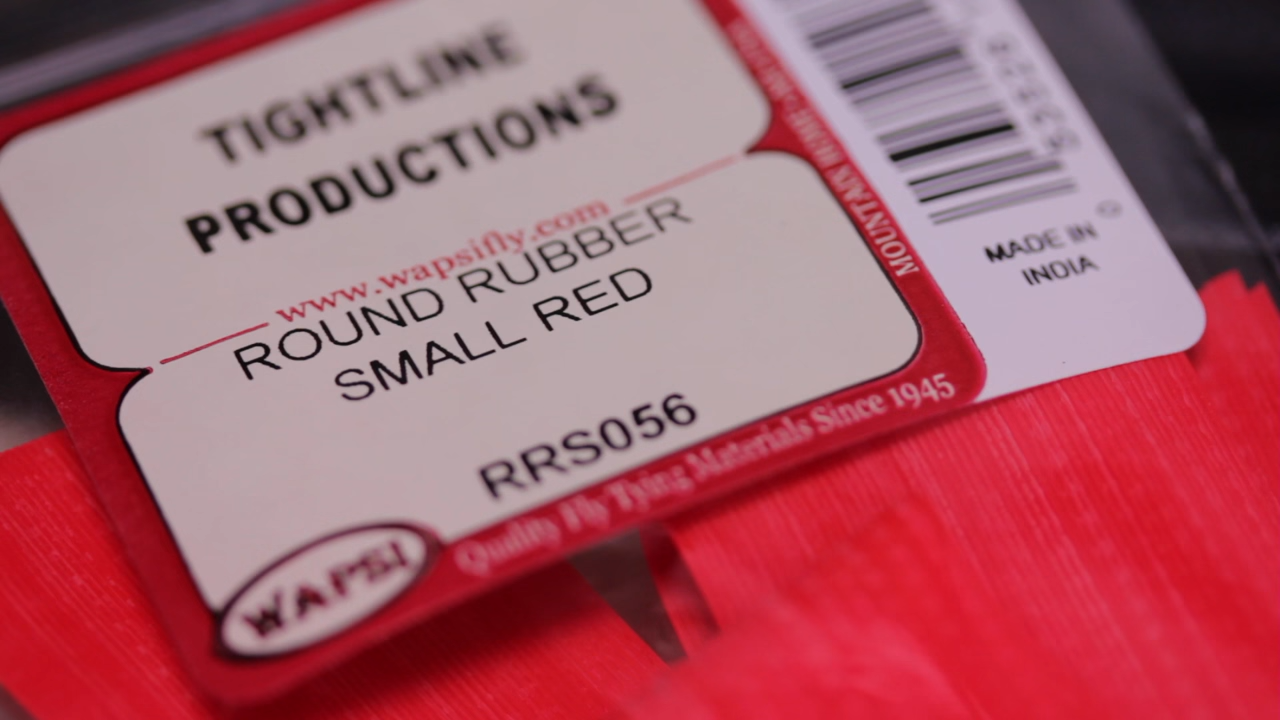 TIGHTLINE
PRODUCTIONS
www.wapsifly.com
ROUND RUBBER
SMALL RED
RRS056
WAPSI
Quality Fly Tying Materials Since 1945
MOUNTAIN HOME
MADE IN
INDIA